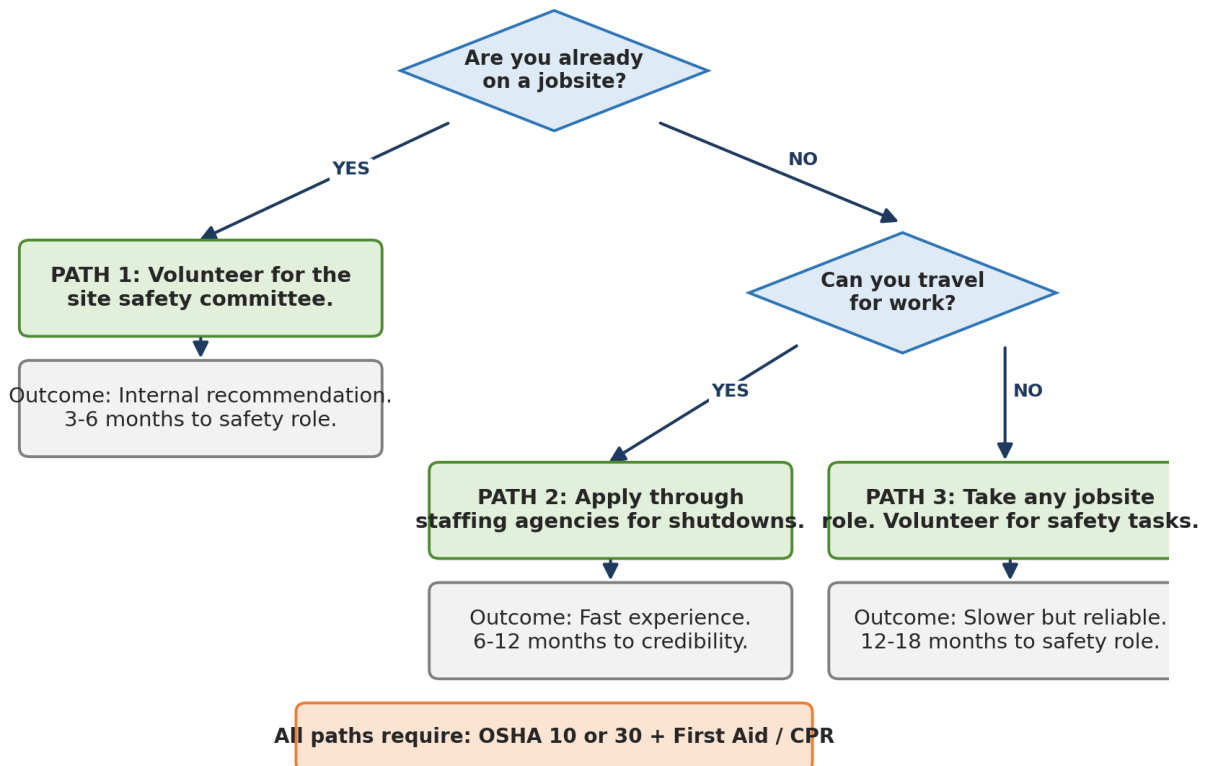 Are you already
on a jobsite?
YES
NO
PATH 1: Volunteer for the
site safety committee.
Can you travel
for work?
Outcome: Internal recommendation.
3-6 months to safety role.
YES
NO
PATH 2: Apply through
staffing agencies for shutdowns.
PATH 3: Take any jobsite
role. Volunteer for safety tasks.
Outcome: Fast experience.
6-12 months to credibility.
Outcome: Slower but reliable.
12-18 months to safety role.
All paths require: OSHA 10 or 30 + First Aid / CPR